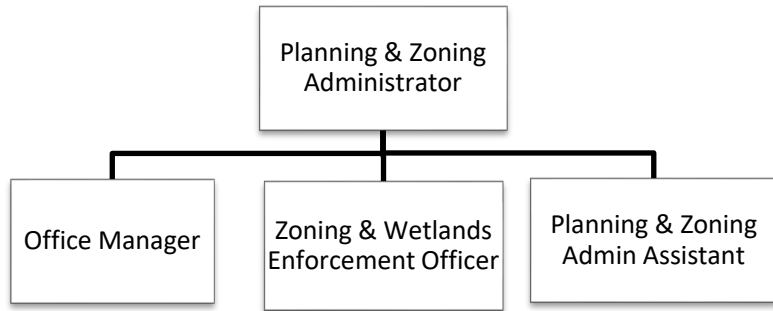 Planning & Zoning
Administrator
Office Manager
Zoning & Wetlands
Enforcement Officer
Planning & Zoning
Admin Assistant